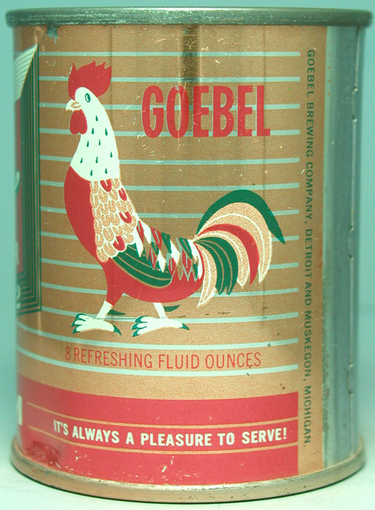 GOEBEL
8 REFRESHING FLUID OUNCES
IT'S ALWAYS A PLEASURE TO SERVE!
GOEBEL BREWING COMPANY, DETROIT AND MUSKEGON, MICHIGAN.